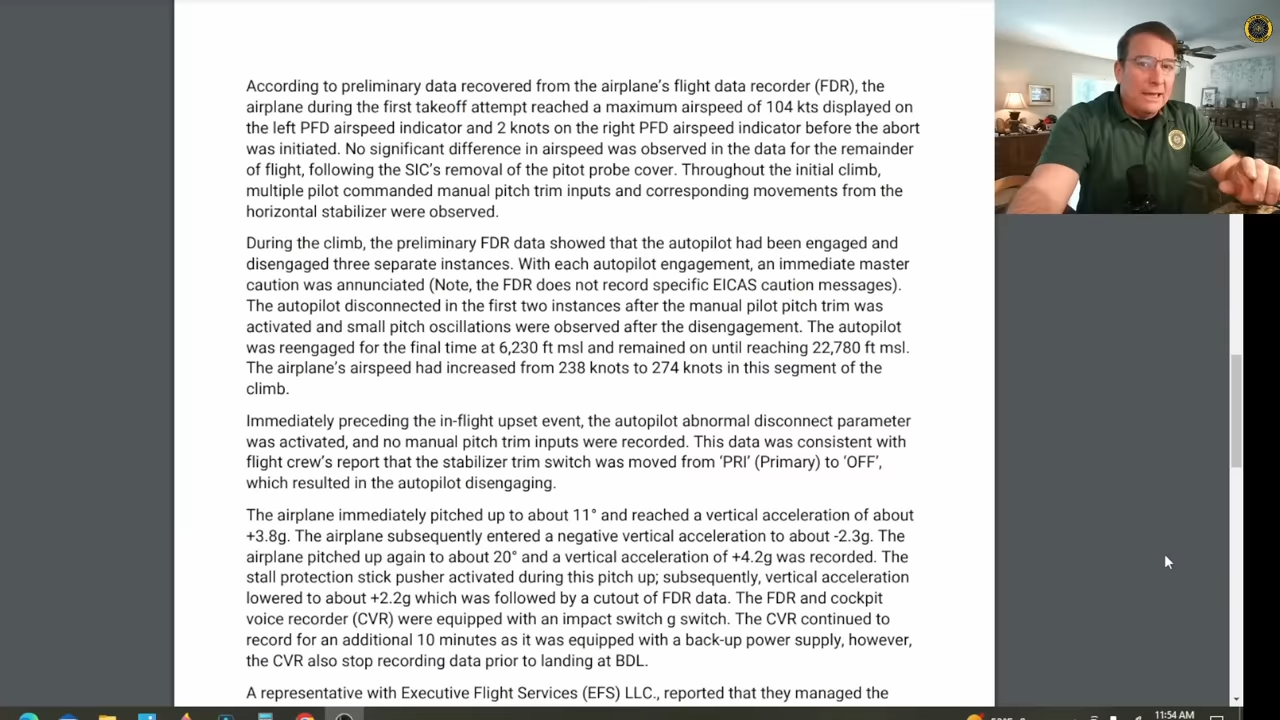 According to preliminary data recovered from the airplane's flight data recorder (FDR), the
airplane during the first takeoff attempt reached a maximum airspeed of 104 kts displayed on
the left PFD airspeed indicator and 2 knots on the right PFD airspeed indicator before the abort
was initiated. No significant difference in airspeed was observed in the data for the remainder
of flight, following the SIC's removal of the pitot probe cover. Throughout the initial climb,
multiple pilot commanded manual pitch trim inputs and corresponding movements from the
horizontal stabilizer were observed.
During the climb, the preliminary FDR data showed that the autopilot had been engaged and
disengaged three separate instances. With each autopilot engagement, an immediate master
caution was annunciated (Note, the FDR does not record specific EICAS caution messages).
The autopilot disconnected in the first two instances after the manual pilot pitch trim was
activated and small pitch oscillations were observed after the disengagement. The autopilot
was reengaged for the final time at 6,230 ft msl and remained on until reaching 22,780 ft msl.
The airplane's airspeed had increased from 238 knots to 274 knots in this segment of the
climb.
Immediately preceding the in-flight upset event, the autopilot abnormal disconnect parameter
was activated, and no manual pitch trim inputs were recorded. This data was consistent with
flight crew's report that the stabilizer trim switch was moved from 'PRI' (Primary) to 'OFF',
which resulted in the autopilot disengaging.
The airplane immediately pitched up to about 11° and reached a vertical acceleration of about
+3.8g. The airplane subsequently entered a negative vertical acceleration to about -2.3g. The
airplane pitched up again to about 20° and a vertical acceleration of +4.2g was recorded. The
stall protection stick pusher activated during this pitch up; subsequently, vertical acceleration
lowered to about +2.2g which was followed by a cutout of FDR data. The FDR and cockpit
voice recorder (CVR) were equipped with an impact switch g switch. The CVR continued to
record for an additional 10 minutes as it was equipped with a back-up power supply, however,
the CVR also stop recording data prior to landing at BDL.
A representative with Executive Flight Services (EFS) LLC., reported that they managed the
11:54 AM